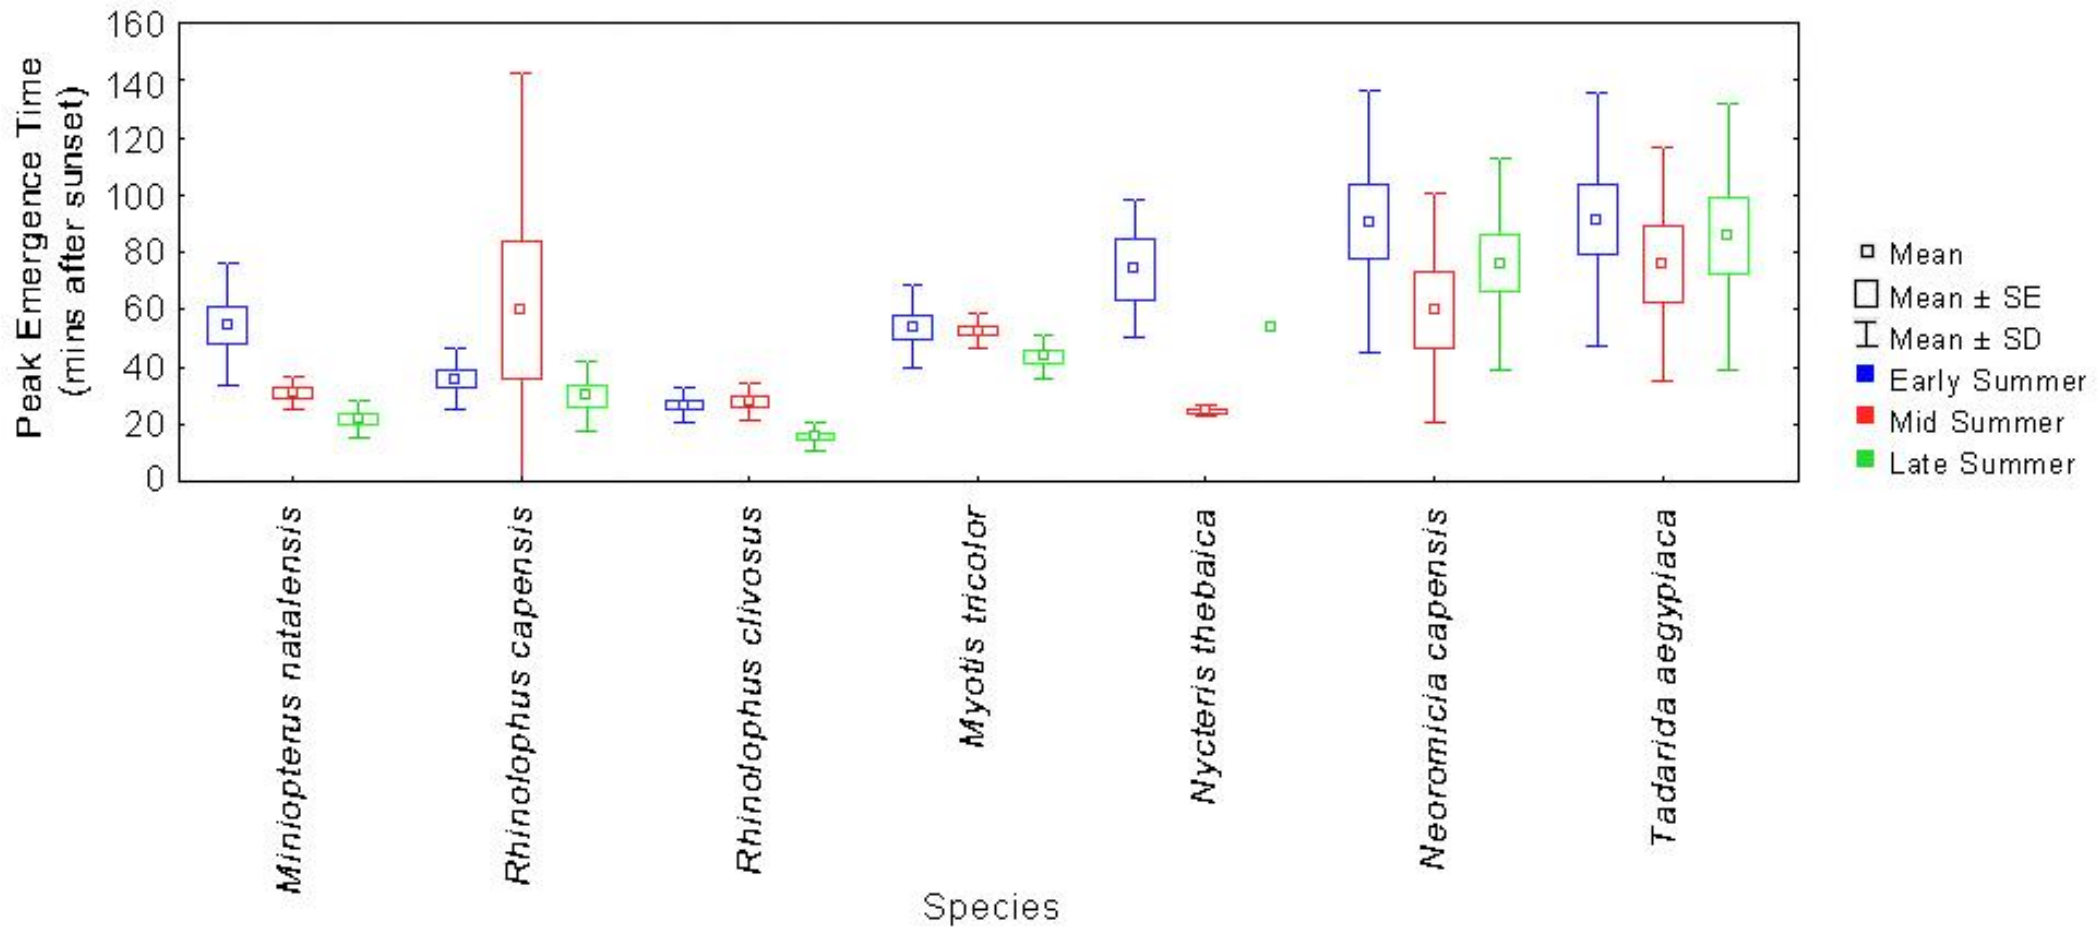 160
140
120
100
80
60
40
20
0
Peak Emergence Time
(mins after sunset)
Mean
Mean ± SE
Mean ± SD
Early Summer
Mid Summer
Late Summer
Miniopterus natalensis
Rhinolophus capensis
Rhinolophus clivosus
Myotis tricolor
Nycteris thebaica
Neoromicia capensis
Tadarida aegypiaca
Species